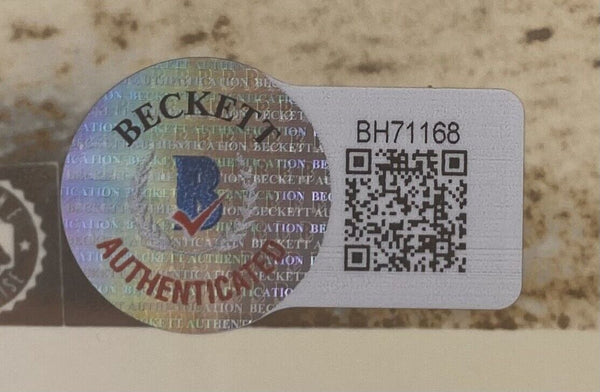 BECKETT
B
AUTHENTICATED
BH71168